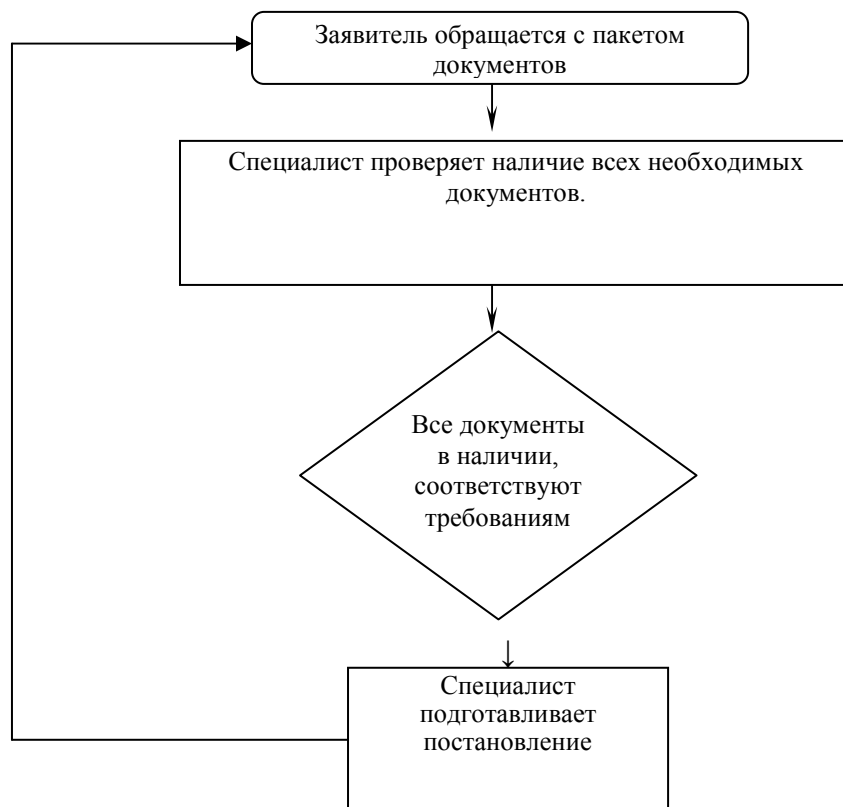 Заявитель обращается с пакетом
документов
Специалист проверяет наличие всех необходимых
документов.
Все документы
в наличии,
соответствуют
требованиям
Специалист
подготавливает
постановление